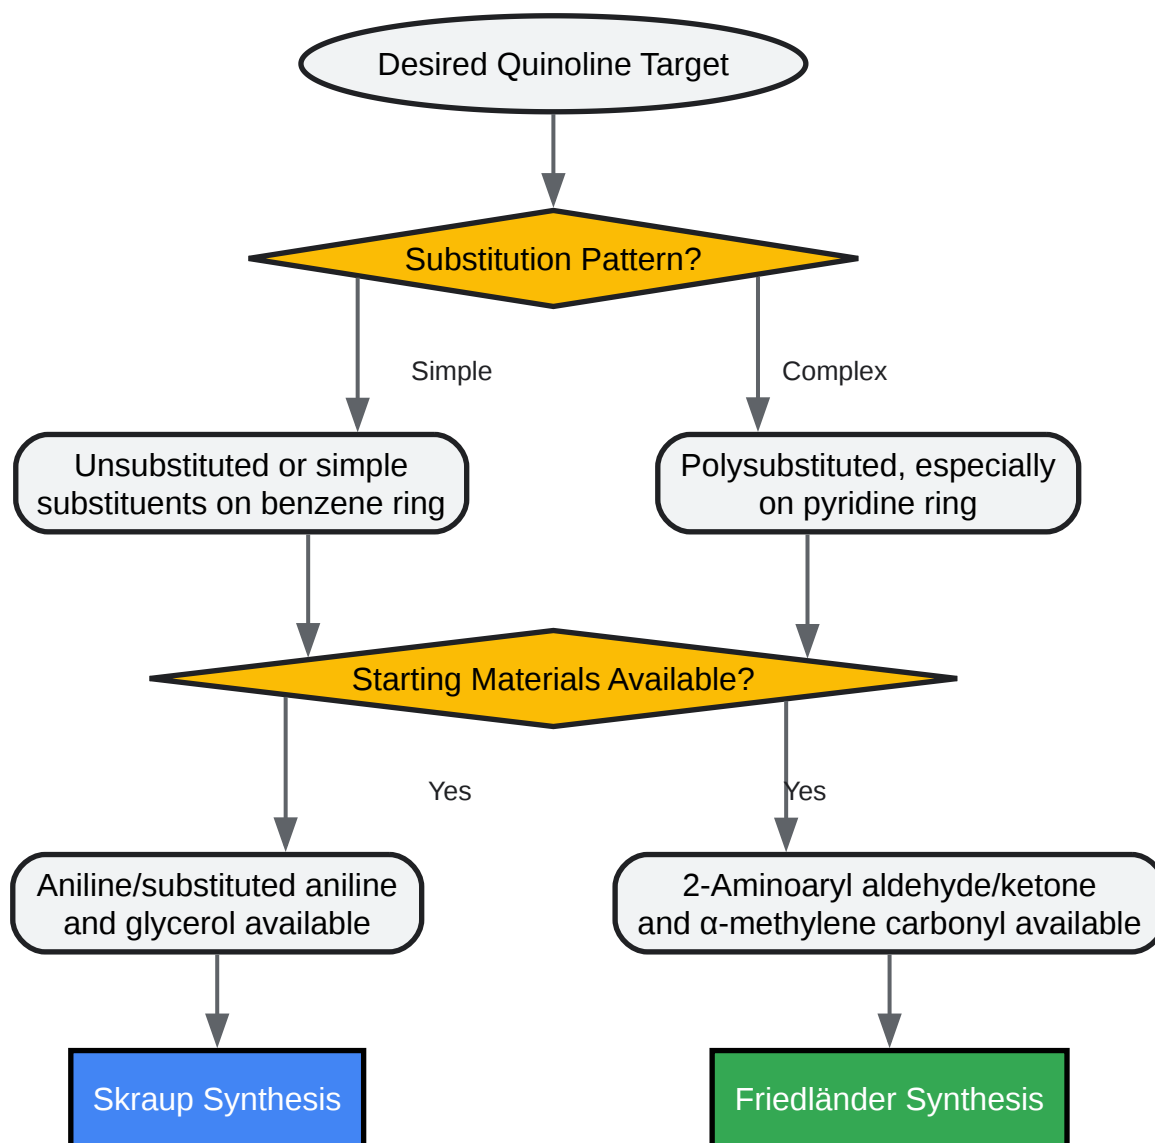 Desired Quinoline Target
Substitution Pattern?
Simple
Complex
Unsubstituted or simple
substituents on benzene ring
Polysubstituted, especially
on pyridine ring
Starting Materials Available?
Yes
Yes
Aniline/substituted aniline
and glycerol available
2-Aminoaryl aldehyde/ketone
and α-methylene carbonyl available
Skraup Synthesis
Friedländer Synthesis